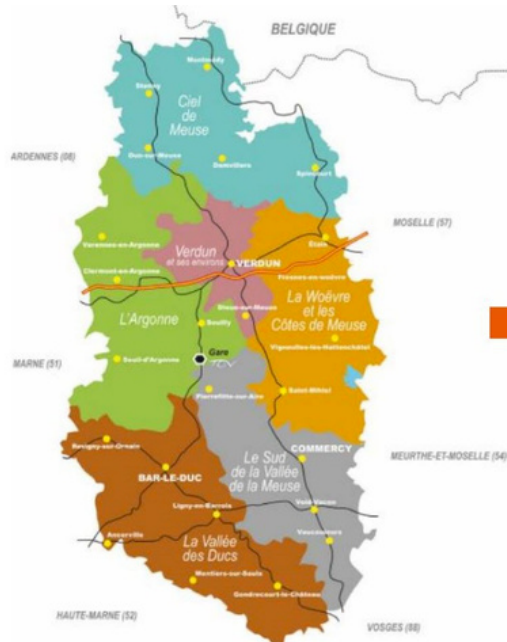 BELGIQUE
Montmédy
Stenay
Ciel
de
Meuse
ARDENNES (08)
Dun-sur-Meuse
Damvillers
Spincourt
MOSELLE (57)
Varennes-en-Argonne
Verdun
et ses environs
Étain
VERDUN
Clermont-en-Argonne
Fresnes-en-woëvre
La Woëvre
et les
Côtes de Meuse
L'Argonne
Dieue-sur-Meuse
Souilly
Vigneulles-les-Hattonchâtel
Gare
TGV
MARNE (51)
Seuil-d'Argonne
Pierrefitte-sur-Aire
Saint-Mihiel
Revigny-sur-Ornain
COMMERCY
Le Sud
de la Vallée
de la Meuse
MEURTHE-ET-MOSELLE (54)
BAR-LE-DUC
Ligny-en-Barrois
Void-Vacon
Ancerville
Vaucouleurs
La Vallée
des Ducs
Montiers-sur-Saulx
Gondrecourt-le-Château
HAUTE-MARNE (52)
VOSGES (88)